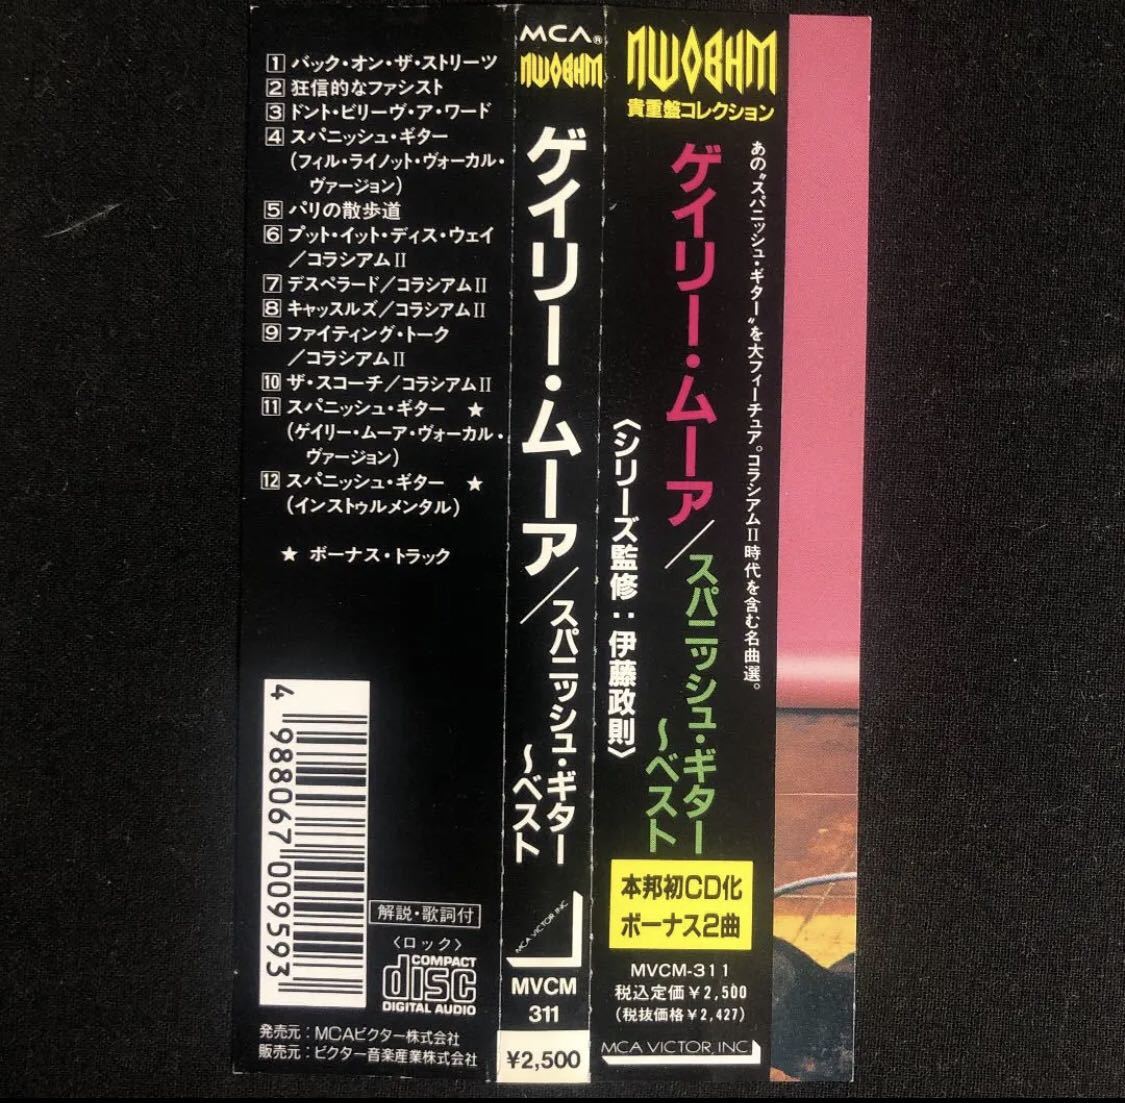 1 バック・オン・ザ・ストリーツ
2 狂信的なファシスト
3 ドント・ビリーヴ・ア・ワード
4 スパニッシュ・ギター
(フィル・ライノット・ヴォーカル・
ヴァージョン)
5 パリの散歩道
6 プット・イット・ディス・ウェイ
/コラシアムⅡ
7 デスペラード/コラシアムⅡ
8 キャッスルズ/コラシアムⅡ
9 ファイティング・トーク
/コラシアムⅡ
10 ザ・スコーチ/コラシアムⅡ
11 スパニッシュ・ギター ★
(ゲイリー・ムーア・ヴォーカル・
ヴァージョン)
12 スパニッシュ・ギター ★
(インストゥルメンタル)
★ ボーナス・トラック
4 988067 009593
解説・歌詞付
〈ロック〉
COMPACT
disc
DIGITAL AUDIO
発売元：MCAビクター株式会社
販売元：ビクター音楽産業株式会社
MCA®
NWOBHM
ゲイリー・ムーア/スパニッシュ・ギター
～ベスト
MCA VICTOR, INC.
MVCM
311
¥2,500
NWOBHM
貴重盤コレクション
あの“スパニッシュ・ギター”を大フィーチュア。コラシアムⅡ時代を含む名曲選。
ゲイリー・ムーア/スパニッシュ・ギター
～ベスト
〈シリーズ監修：伊藤政則〉
本邦初CD化
ボーナス2曲
MVCM-311
税込定価¥2,500
(税抜価格¥2,427)
MCA VICTOR, INC.